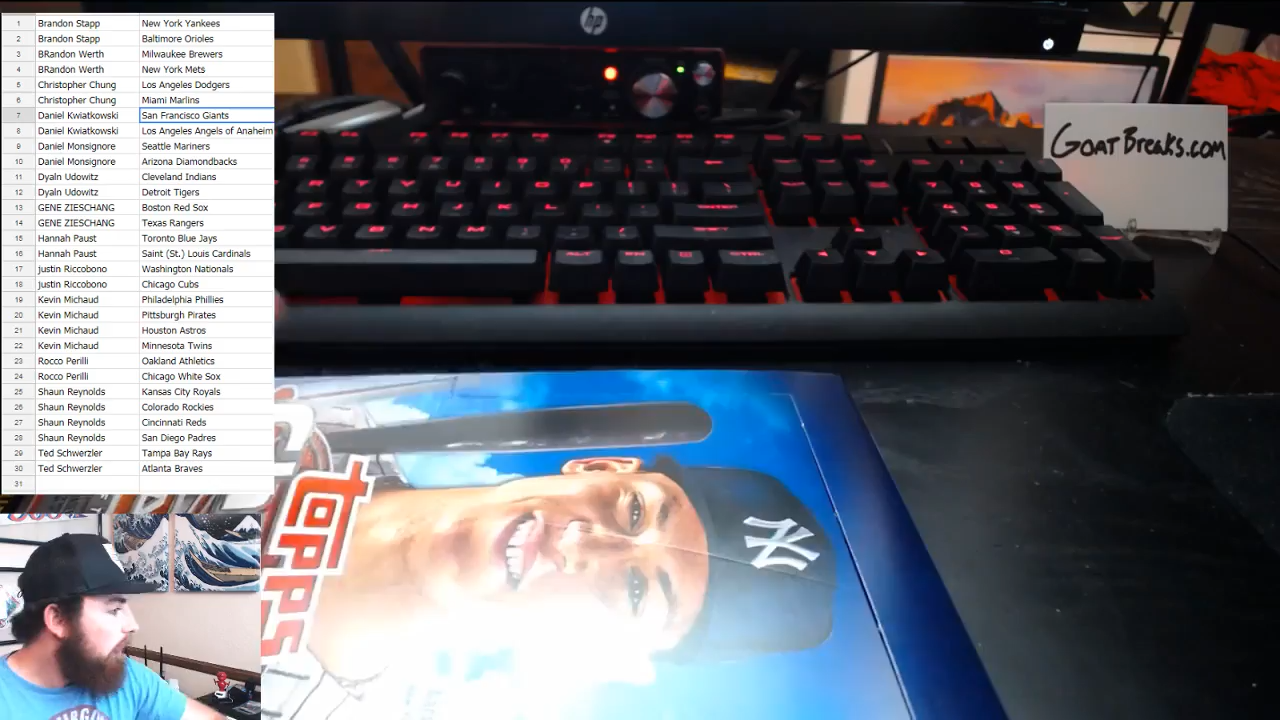 1 Brandon Stapp New York Yankees
2 Brandon Stapp Baltimore Orioles
3 BRandon Werth Milwaukee Brewers
4 BRandon Werth New York Mets
5 Christopher Chung Los Angeles Dodgers
6 Christopher Chung Miami Marlins
7 Daniel Kwiatkowski San Francisco Giants
8 Daniel Kwiatkowski Los Angeles Angels of Anaheim
9 Daniel Monsignore Seattle Mariners
10 Daniel Monsignore Arizona Diamondbacks
11 Dyaln Udowitz Cleveland Indians
12 Dyaln Udowitz Detroit Tigers
13 GENE ZIESCHANG Boston Red Sox
14 GENE ZIESCHANG Texas Rangers
15 Hannah Paust Toronto Blue Jays
16 Hannah Paust Saint (St.) Louis Cardinals
17 justin Riccobono Washington Nationals
18 justin Riccobono Chicago Cubs
19 Kevin Michaud Philadelphia Phillies
20 Kevin Michaud Pittsburgh Pirates
21 Kevin Michaud Houston Astros
22 Kevin Michaud Minnesota Twins
23 Rocco Perilli Oakland Athletics
24 Rocco Perilli Chicago White Sox
25 Shaun Reynolds Kansas City Royals
26 Shaun Reynolds Colorado Rockies
27 Shaun Reynolds Cincinnati Reds
28 Shaun Reynolds San Diego Padres
29 Ted Schwerzler Tampa Bay Rays
30 Ted Schwerzler Atlanta Braves
31
hp
GoatBreaks.com
topps
NY